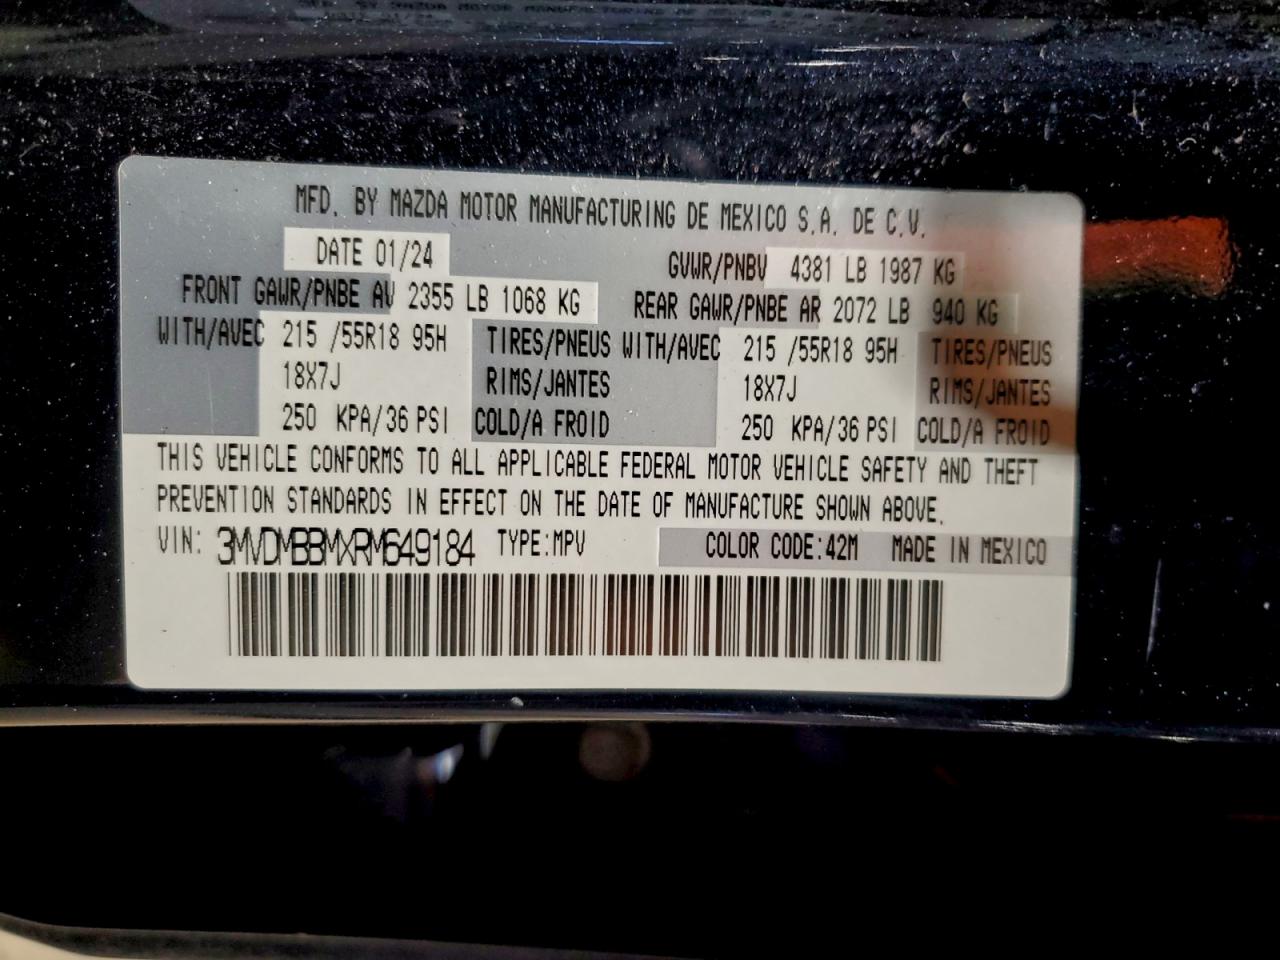 MFD. BY MAZDA MOTOR MANUFACTURING DE MEXICO S.A. DE C.V.
DATE 01/24 GVWR/PNBV 4381 LB 1987 KG
FRONT GAWR/PNBE AV 2355 LB 1068 KG REAR GAWR/PNBE AR 2072 LB 940 KG
WITH/AVEC 215 /55R18 95H TIRES/PNEUS WITH/AVEC 215 /55R18 95H TIRES/PNEUS
18X7J RIMS/JANTES 18X7J RIMS/JANTES
250 KPA/36 PSI COLD/A FROID 250 KPA/36 PSI COLD/A FROID
THIS VEHICLE CONFORMS TO ALL APPLICABLE FEDERAL MOTOR VEHICLE SAFETY AND THEFT
PREVENTION STANDARDS IN EFFECT ON THE DATE OF MANUFACTURE SHOWN ABOVE.
VIN: 3MVDMBBMXRM649184 TYPE:MPV COLOR CODE:42M MADE IN MEXICO